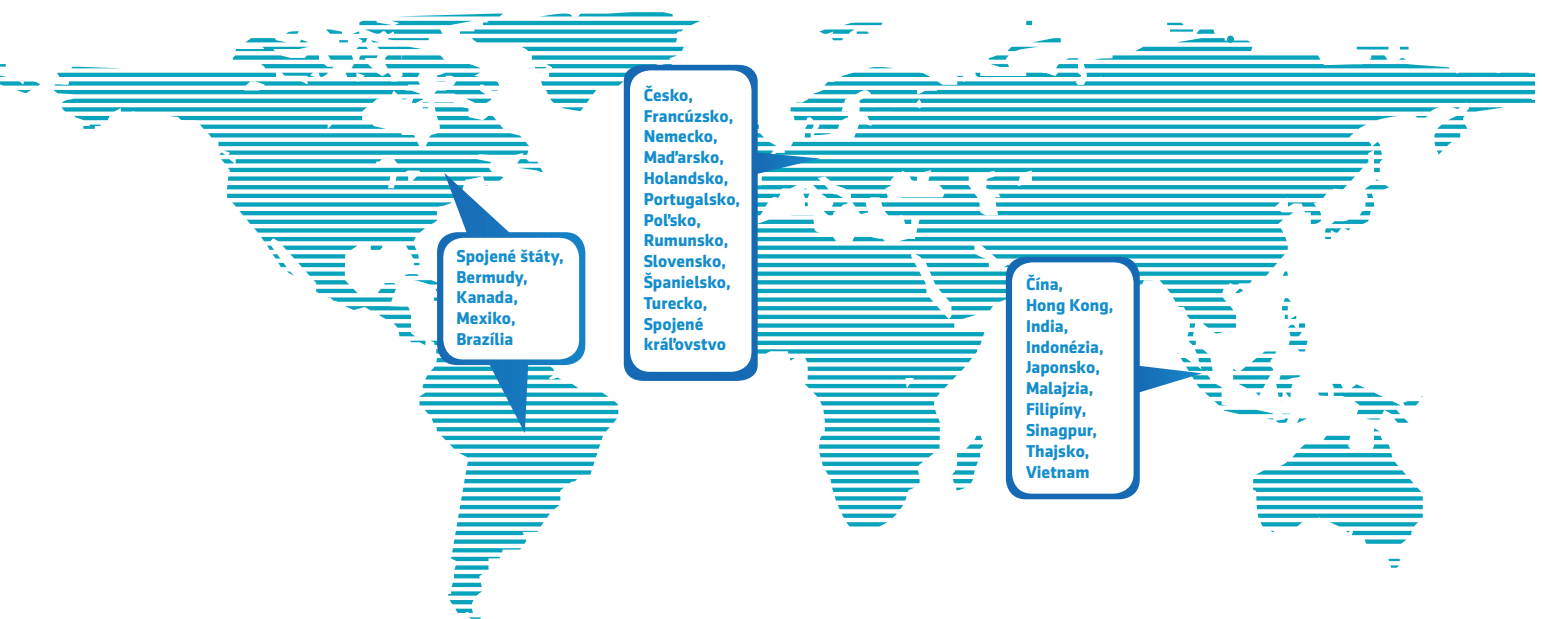 Spojené štáty,
Bermudy,
Kanada,
Mexiko,
Brazília
Česko,
Francúzsko,
Nemecko,
Maďarsko,
Holandsko,
Portugalsko,
Poľsko,
Rumunsko,
Slovensko,
Španielsko,
Turecko,
Spojené
kráľovstvo
Čína,
Hong Kong,
India,
Indonézia,
Japonsko,
Malajzia,
Filipíny,
Sinagpur,
Thajsko,
Vietnam